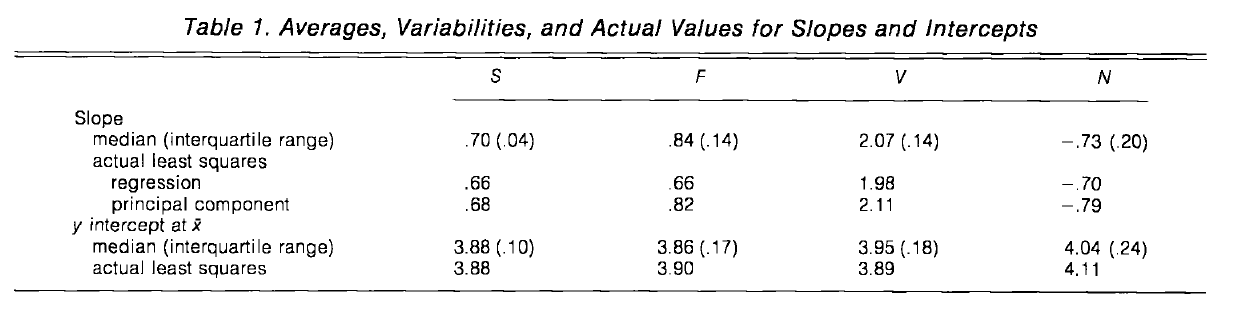 Table 1. Averages, Variabilities, and Actual Values for Slopes and Intercepts
S F V N
Slope
median (interquartile range) .70 (.04) .84 (.14) 2.07 (.14) −.73 (.20)
actual least squares
regression .66 .66 1.98 −.70
principal component .68 .82 2.11 −.79
y intercept at x̄
median (interquartile range) 3.88 (.10) 3.86 (.17) 3.95 (.18) 4.04 (.24)
actual least squares 3.88 3.90 3.89 4.11